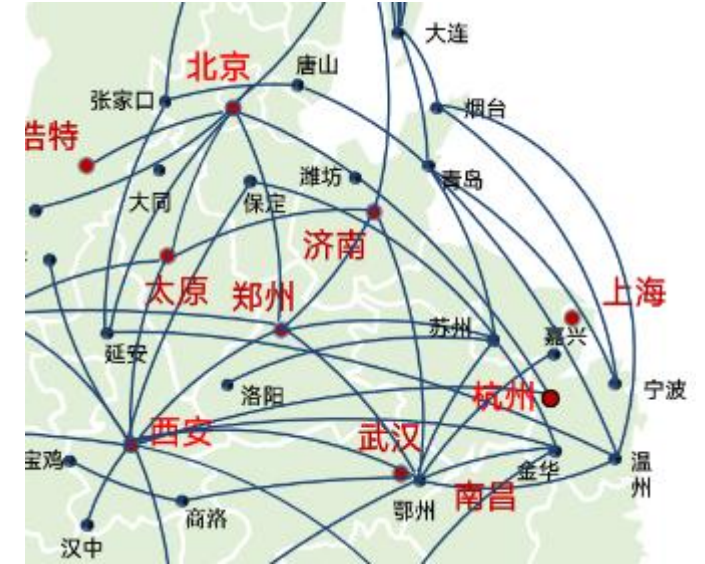 大连
唐山
北京
张家口
烟台
浩特
潍坊
青岛
大同
保定
济南
太原
郑州
上海
苏州
嘉兴
延安
洛阳
杭州
宁波
西安
武汉
宝鸡
金华
温
州
南昌
鄂州
商洛
汉中